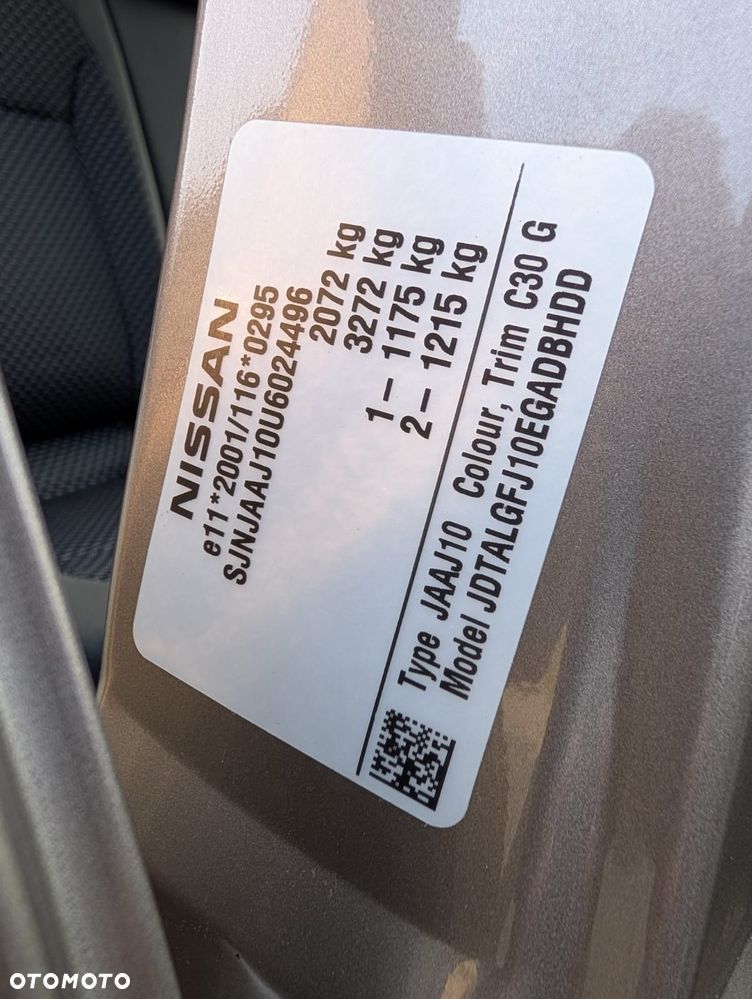 NISSAN
e11*2001/116*0295
SJNJAAJ10U6024496
2072 kg
3272 kg
1– 1175 kg
2– 1215 kg
Type JAAJ10 Colour, Trim C30 G
Model JDTALGFJ10EGADBHDD
OTOMOTO